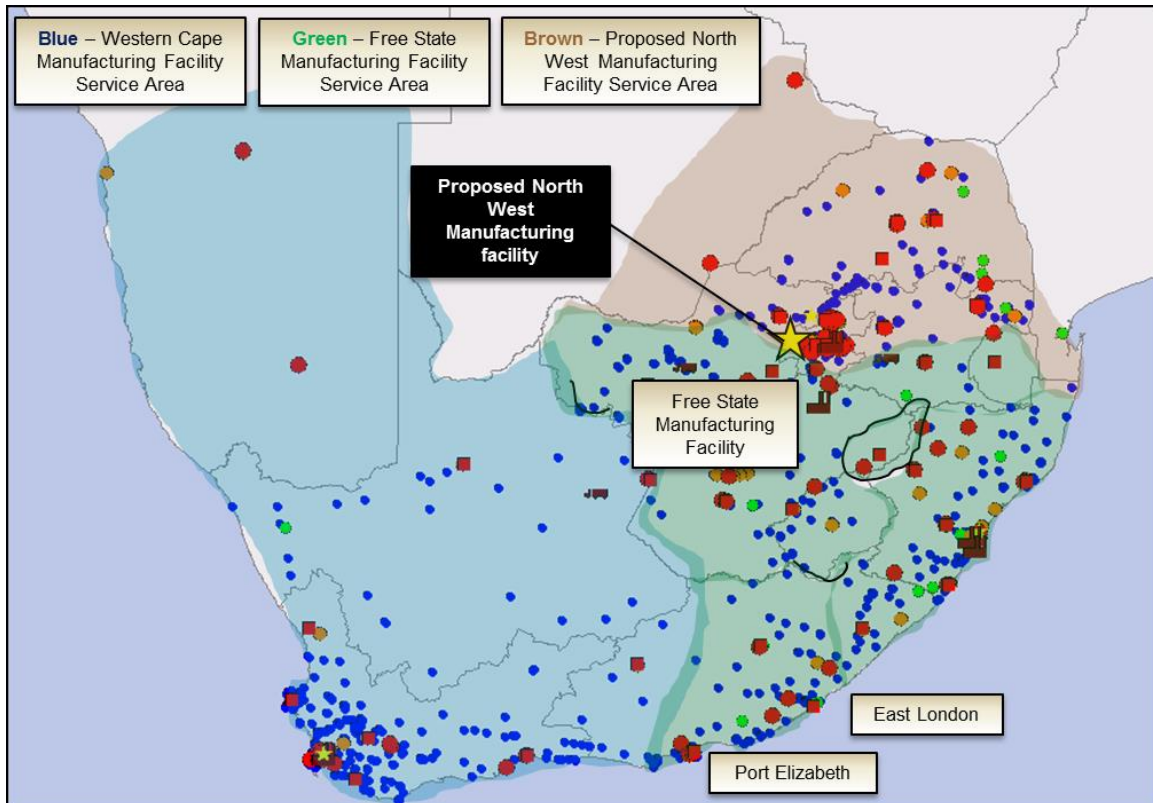 Blue – Western Cape
Manufacturing Facility
Service Area
Green – Free State
Manufacturing Facility
Service Area
Brown – Proposed North
West Manufacturing
Facility Service Area
Proposed North
West
Manufacturing
facility
Free State
Manufacturing
Facility
East London
Port Elizabeth